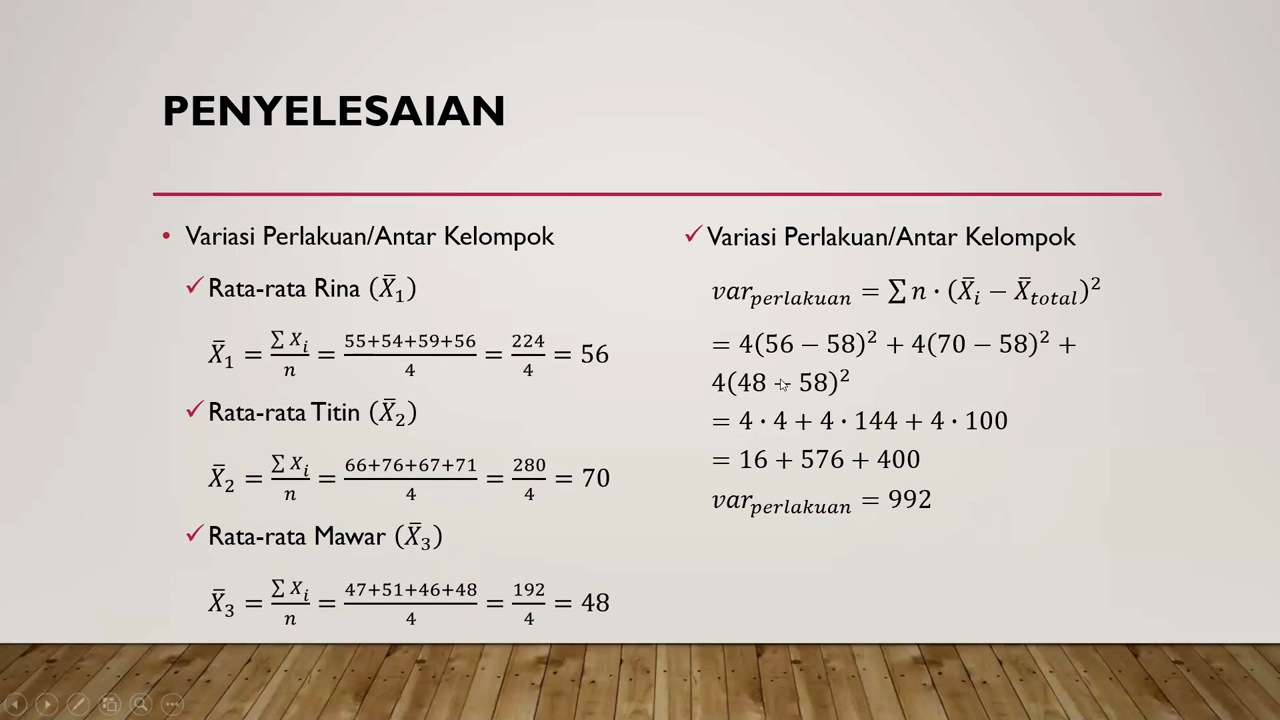 PENYELESAIAN
• Variasi Perlakuan/Antar Kelompok
✓ Rata-rata Rina (X̄₁)
X̄₁ = ∑Xᵢ/n = (55+54+59+56)/4 = 224/4 = 56
✓ Rata-rata Titin (X̄₂)
X̄₂ = ∑Xᵢ/n = (66+76+67+71)/4 = 280/4 = 70
✓ Rata-rata Mawar (X̄₃)
X̄₃ = ∑Xᵢ/n = (47+51+46+48)/4 = 192/4 = 48
✓ Variasi Perlakuan/Antar Kelompok
var_perlakuan = ∑ n · (X̄ᵢ − X̄_total)²
= 4(56 − 58)² + 4(70 − 58)² +
4(48 − 58)²
= 4 · 4 + 4 · 144 + 4 · 100
= 16 + 576 + 400
var_perlakuan = 992